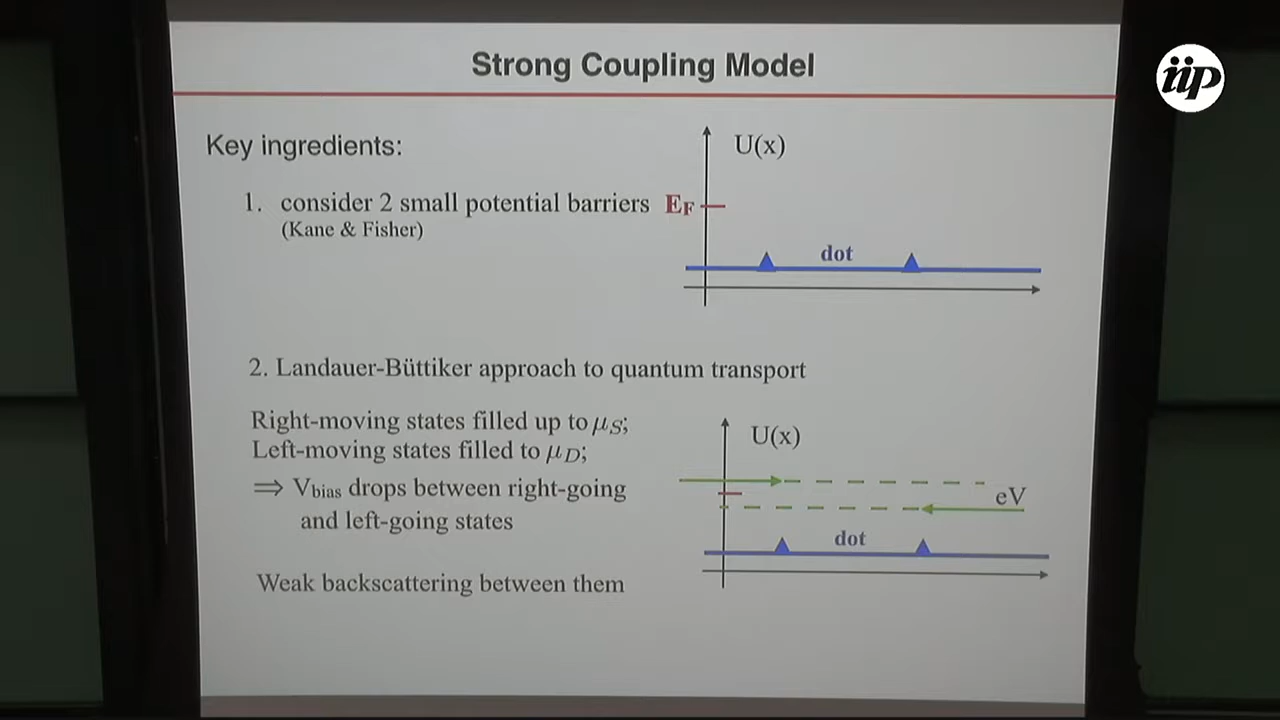 Strong Coupling Model
Key ingredients:
1. consider 2 small potential barriers
(Kane & Fisher)
U(x)
EF
dot
2. Landauer-Büttiker approach to quantum transport
Right-moving states filled up to μS;
Left-moving states filled to μD;
⟹ Vbias drops between right-going
and left-going states
Weak backscattering between them
U(x)
eV
dot
iip